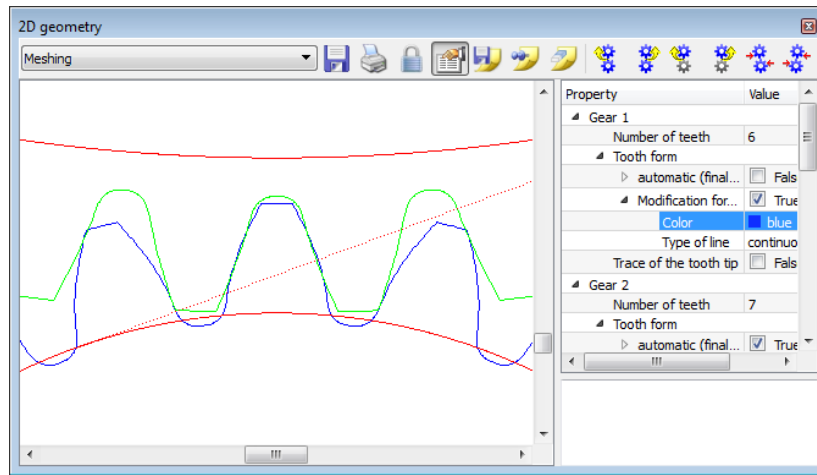 2D geometry
Meshing
Property Value
Gear 1
Number of teeth 6
Tooth form
automatic (final... Fals
Modification for... True
Color blue
Type of line continuo
Trace of the tooth tip Fals
Gear 2
Number of teeth 7
Tooth form
automatic (final... True